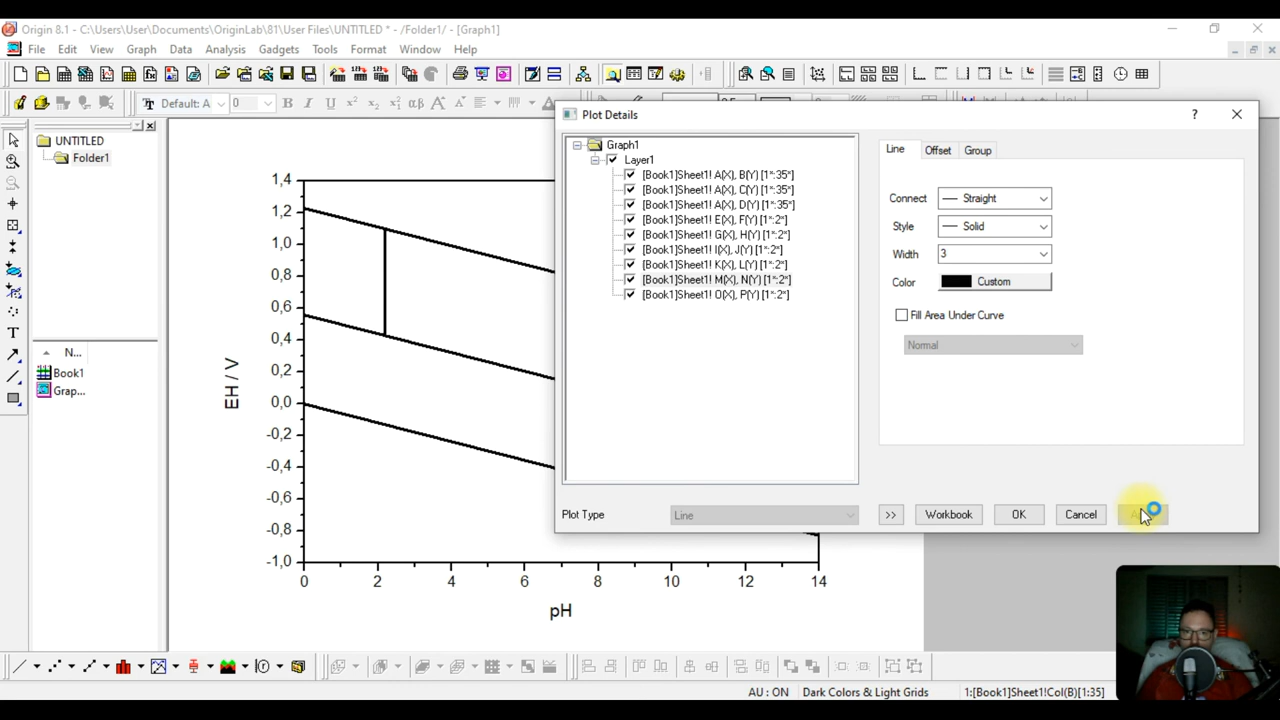 Origin 8.1 - C:\Users\User\Documents\OriginLab\81\User Files\UNTITLED * - /Folder1/ - [Graph1]
File Edit View Graph Data Analysis Gadgets Tools Format Window Help
Default: A 0 B I U
UNTITLED
Folder1
N...
Book1
Grap...
1,4
1,2
1,0
0,8
0,6
0,4
0,2
0,0
-0,2
-0,4
-0,6
-0,8
-1,0
EH / V
0 2 4 6 8 10 12 14
pH
Plot Details
Graph1
Layer1
[Book1]Sheet1! A(X), B(Y) [1*:35*]
[Book1]Sheet1! A(X), C(Y) [1*:35*]
[Book1]Sheet1! A(X), D(Y) [1*:35*]
[Book1]Sheet1! E(X), F(Y) [1*:2*]
[Book1]Sheet1! G(X), H(Y) [1*:2*]
[Book1]Sheet1! I(X), J(Y) [1*:2*]
[Book1]Sheet1! K(X), L(Y) [1*:2*]
[Book1]Sheet1! M(X), N(Y) [1*:2*]
[Book1]Sheet1! O(X), P(Y) [1*:2*]
Line Offset Group
Connect Straight
Style Solid
Width 3
Color Custom
Fill Area Under Curve
Normal
Plot Type Line >> Workbook OK Cancel
AU : ON Dark Colors & Light Grids 1:[Book1]Sheet1!Col(B)[1:35]